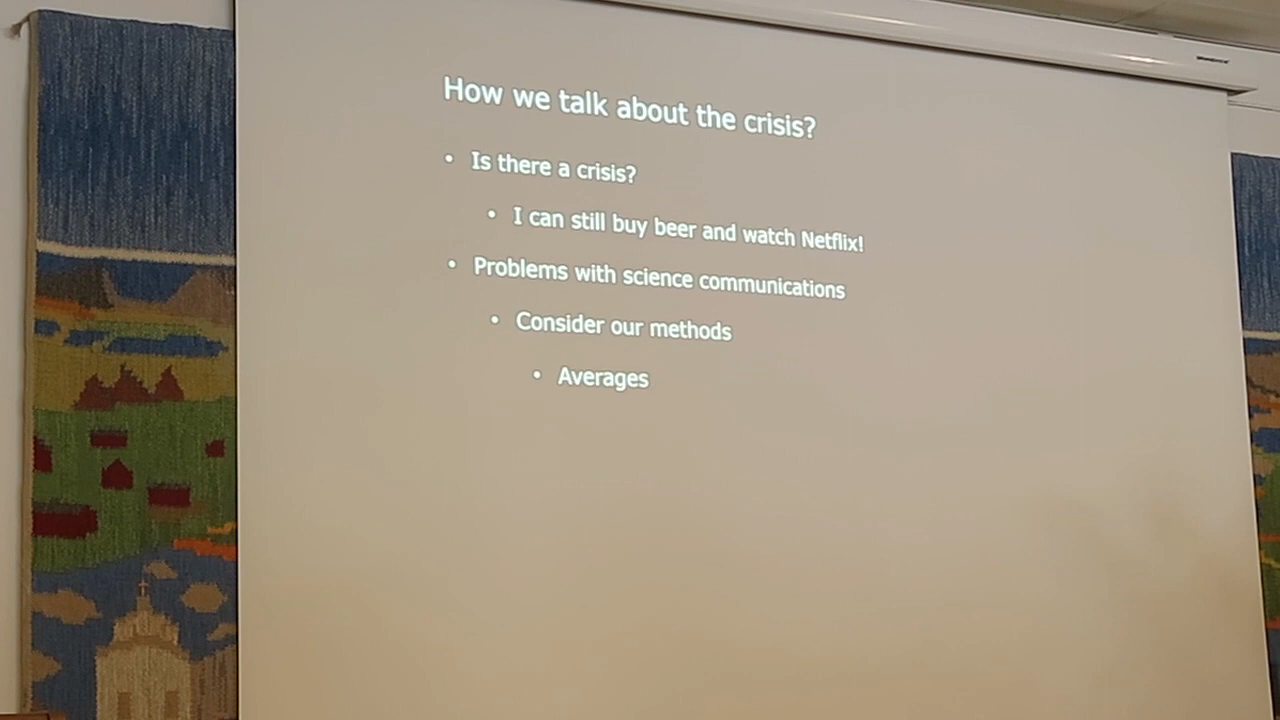 How we talk about the crisis?
• Is there a crisis?
• I can still buy beer and watch Netflix!
• Problems with science communications
• Consider our methods
• Averages